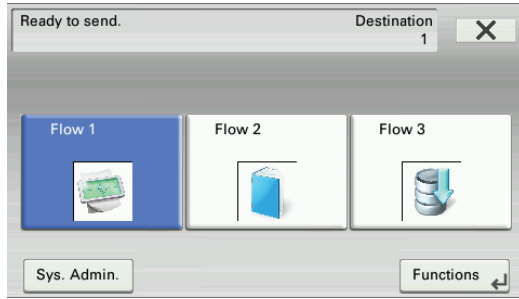 Ready to send.
Destination
1
Flow 1
Flow 2
Flow 3
Sys. Admin.
Functions